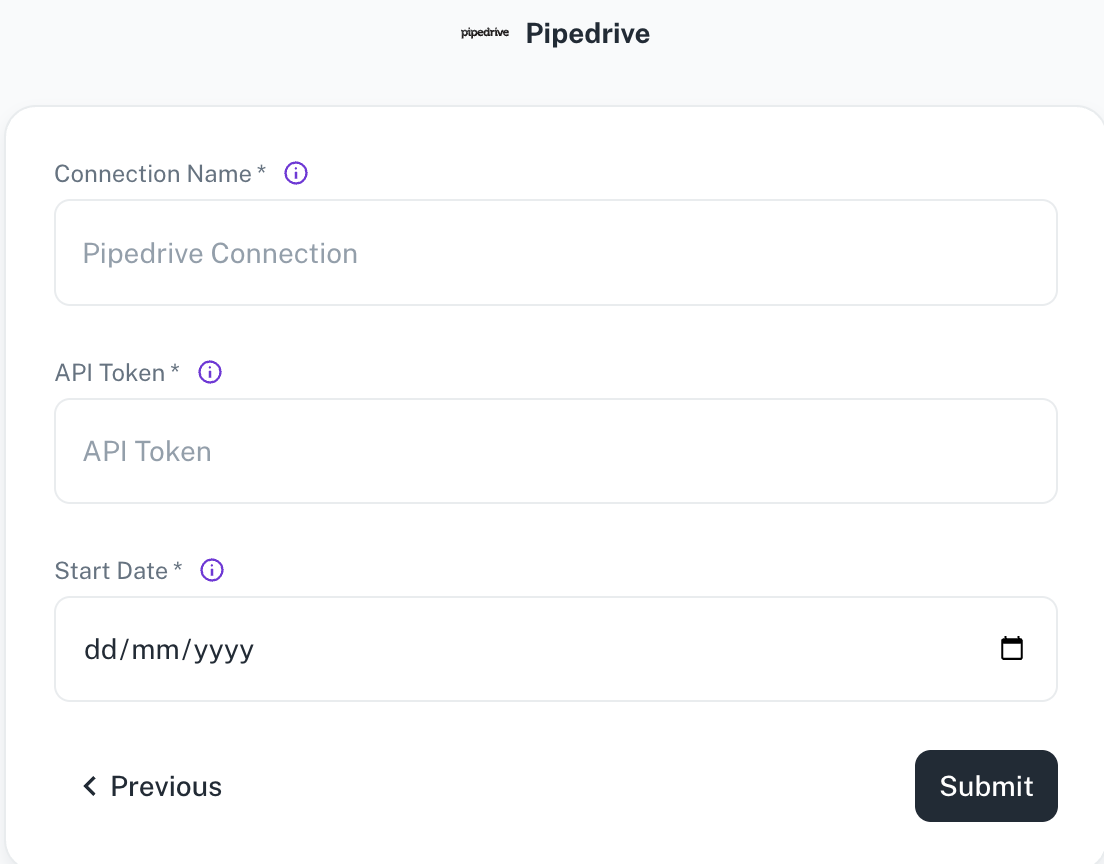 pipedrive Pipedrive
Connection Name *
Pipedrive Connection
API Token *
API Token
Start Date *
dd/mm/yyyy
Previous Submit